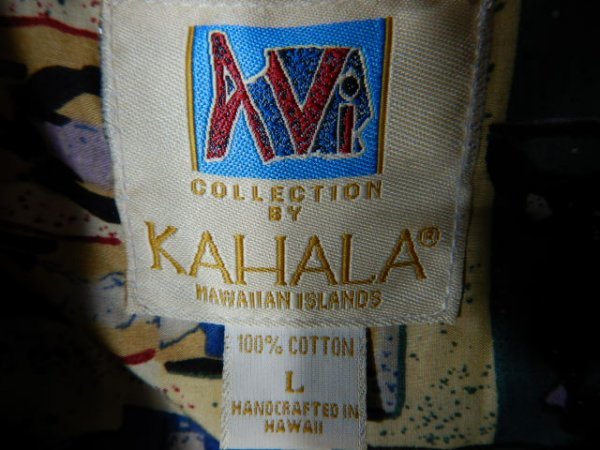 AVi
COLLECTION
BY
KAHALA®
HAWAIIAN ISLANDS
100% COTTON
L
HANDCRAFTED IN
HAWAII